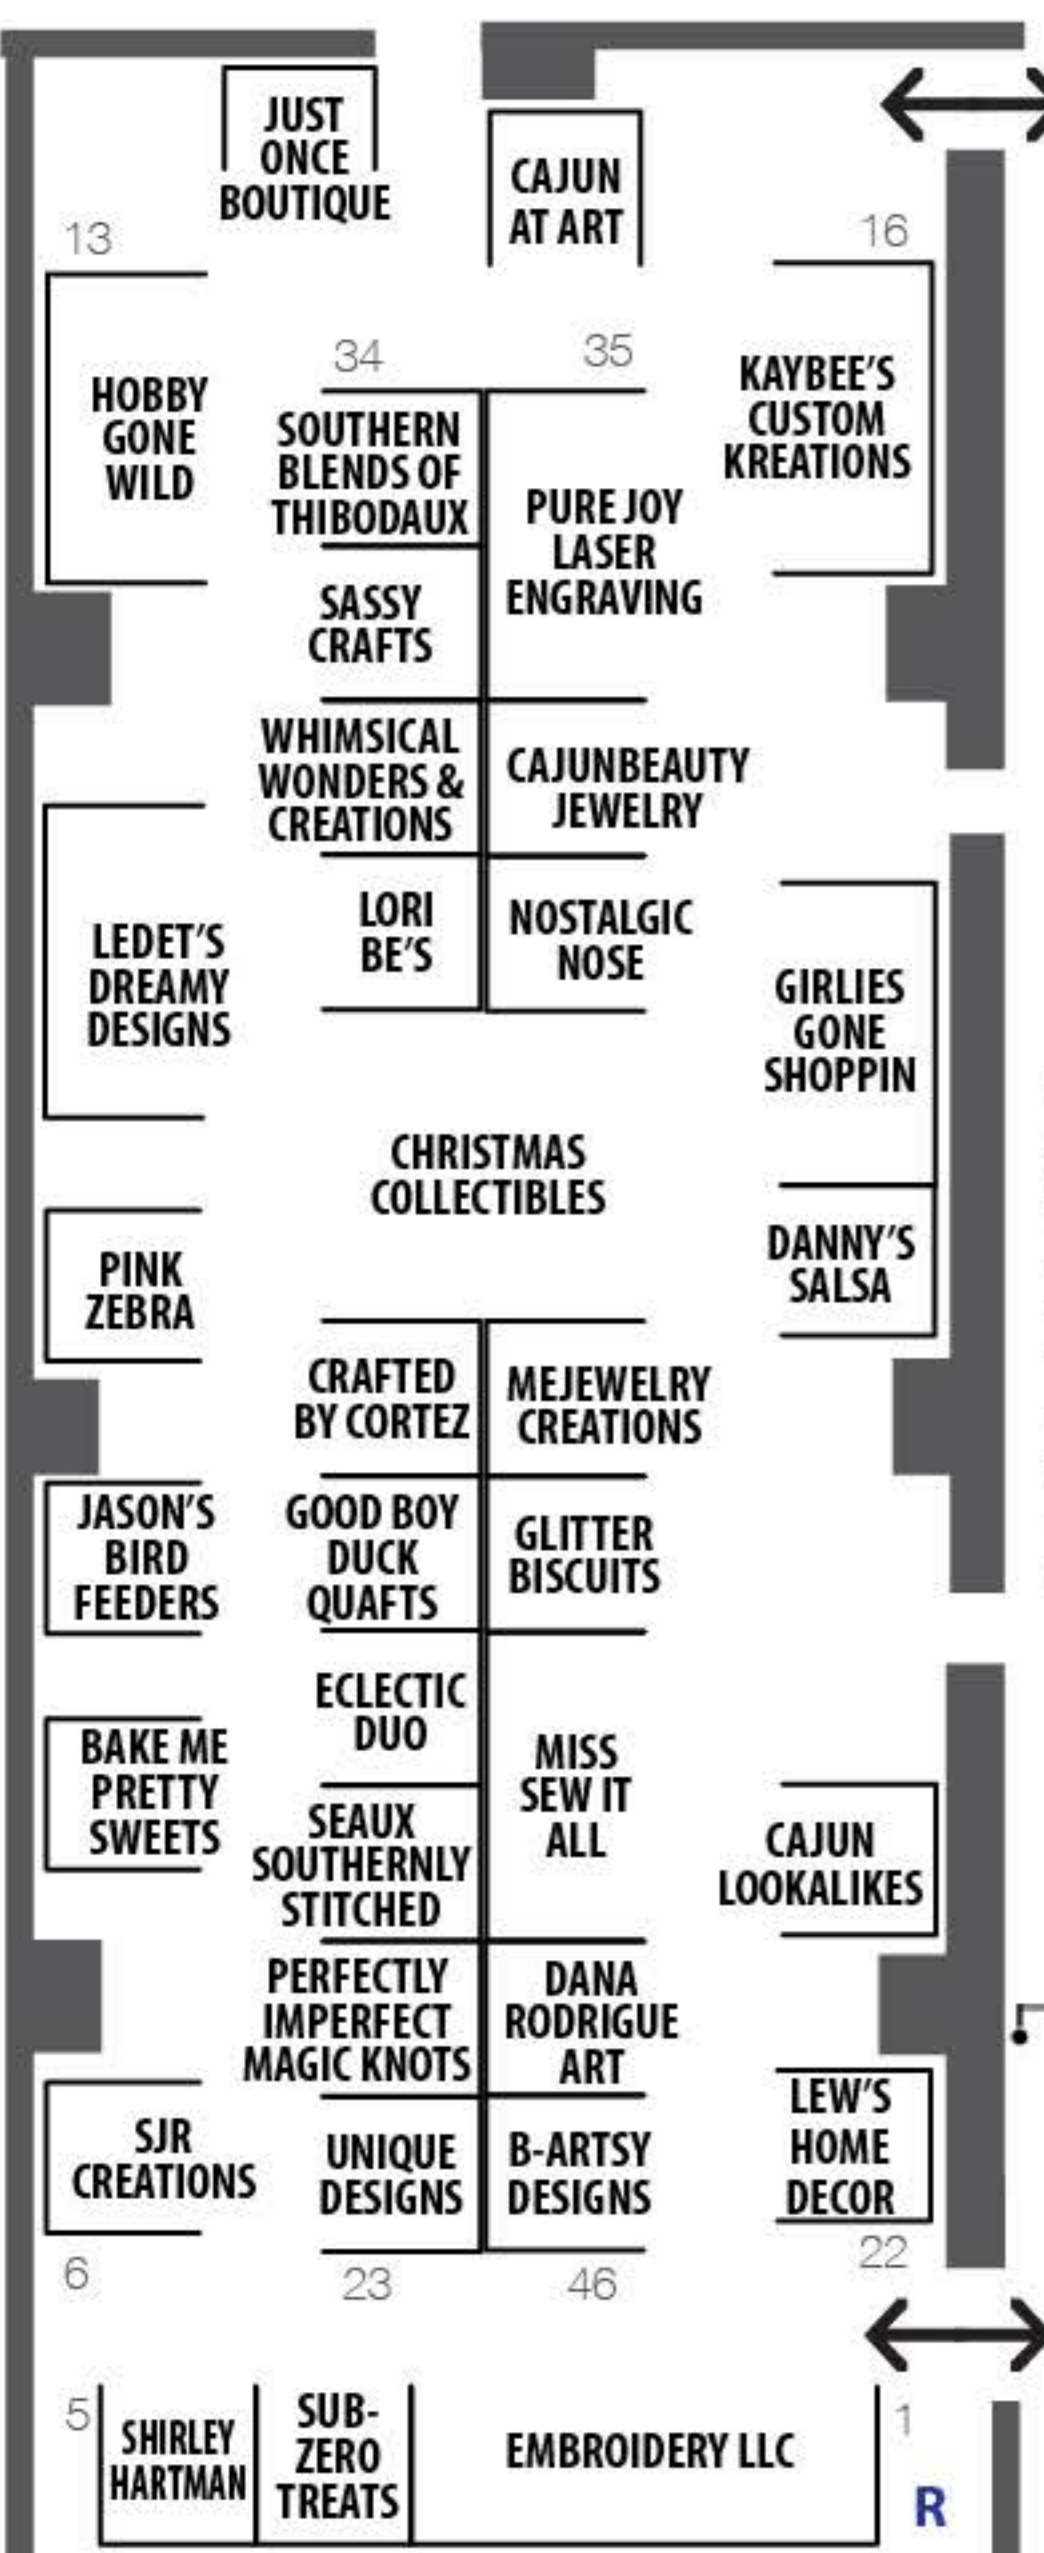 JUST
ONCE
BOUTIQUE
CAJUN
AT ART
13
16
34
35
HOBBY
GONE
WILD
SOUTHERN
BLENDS OF
THIBODAUX
PURE JOY
LASER
ENGRAVING
KAYBEE'S
CUSTOM
KREATIONS
SASSY
CRAFTS
WHIMSICAL
WONDERS &
CREATIONS
CAJUNBEAUTY
JEWELRY
LORI
BE'S
NOSTALGIC
NOSE
LEDET'S
DREAMY
DESIGNS
GIRLIES
GONE
SHOPPIN
CHRISTMAS
COLLECTIBLES
PINK
ZEBRA
DANNY'S
SALSA
CRAFTED
BY CORTEZ
MEJEWELRY
CREATIONS
JASON'S
BIRD
FEEDERS
GOOD BOY
DUCK
QUAFTS
GLITTER
BISCUITS
ECLECTIC
DUO
MISS
SEW IT
ALL
BAKE ME
PRETTY
SWEETS
SEAUX
SOUTHERNLY
STITCHED
CAJUN
LOOKALIKES
PERFECTLY
IMPERFECT
MAGIC KNOTS
DANA
RODRIGUE
ART
SJR
CREATIONS
UNIQUE
DESIGNS
B-ARTSY
DESIGNS
LEW'S
HOME
DECOR
6
23
46
22
5
SHIRLEY
HARTMAN
SUB-
ZERO
TREATS
EMBROIDERY LLC
1
R